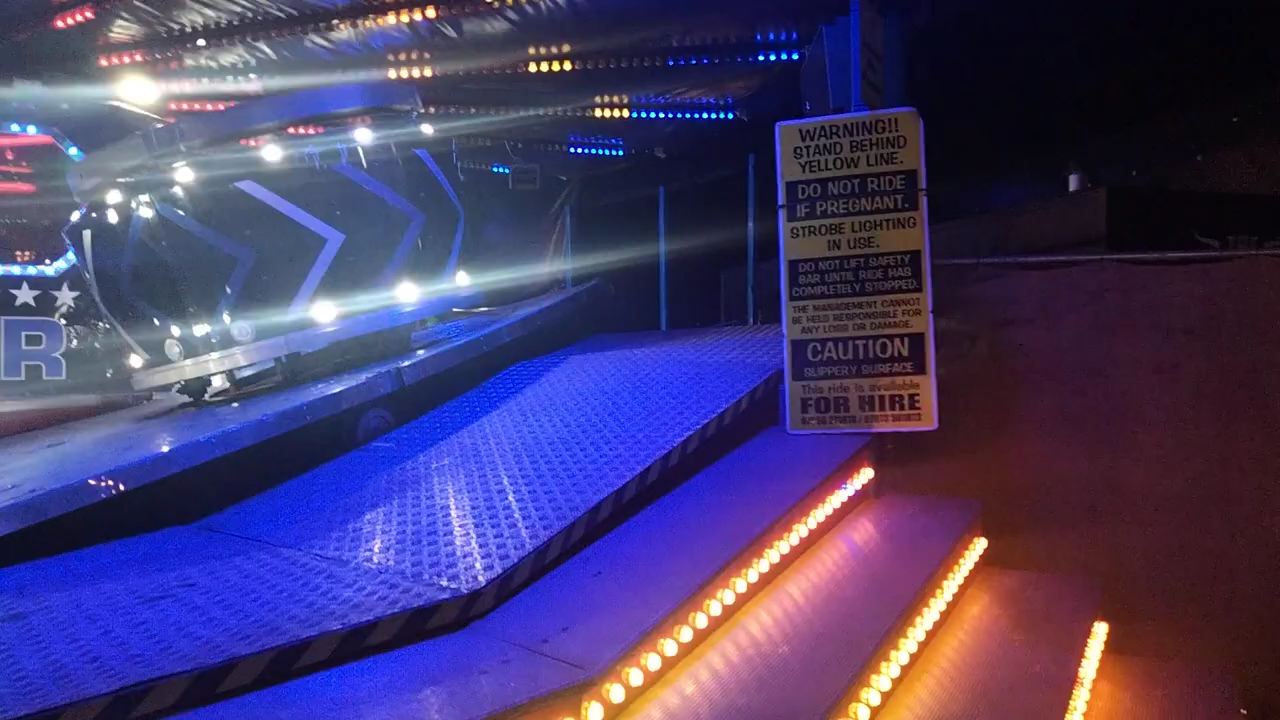 WARNING!!
STAND BEHIND
YELLOW LINE.
DO NOT RIDE
IF PREGNANT.
STROBE LIGHTING
IN USE.
DO NOT LIFT SAFETY
BAR UNTIL RIDE HAS
COMPLETELY STOPPED.
THE MANAGEMENT CANNOT
BE HELD RESPONSIBLE FOR
ANY LOSS OR DAMAGE.
CAUTION
SLIPPERY SURFACE
This ride is available
FOR HIRE
R